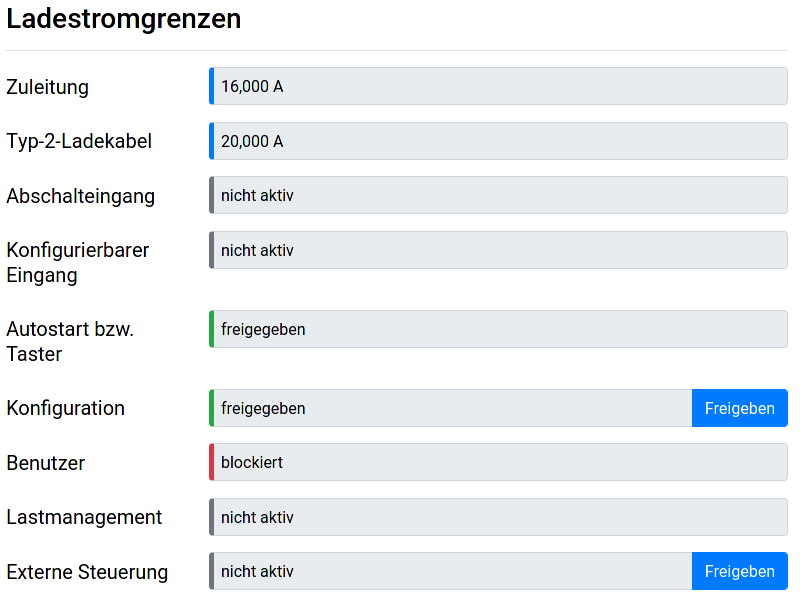 Ladestromgrenzen
Zuleitung
16,000 A
Typ-2-Ladekabel
20,000 A
Abschalteingang
nicht aktiv
Konfigurierbarer
Eingang
nicht aktiv
Autostart bzw.
Taster
freigegeben
Konfiguration
freigegeben
Freigeben
Benutzer
blockiert
Lastmanagement
nicht aktiv
Externe Steuerung
nicht aktiv
Freigeben